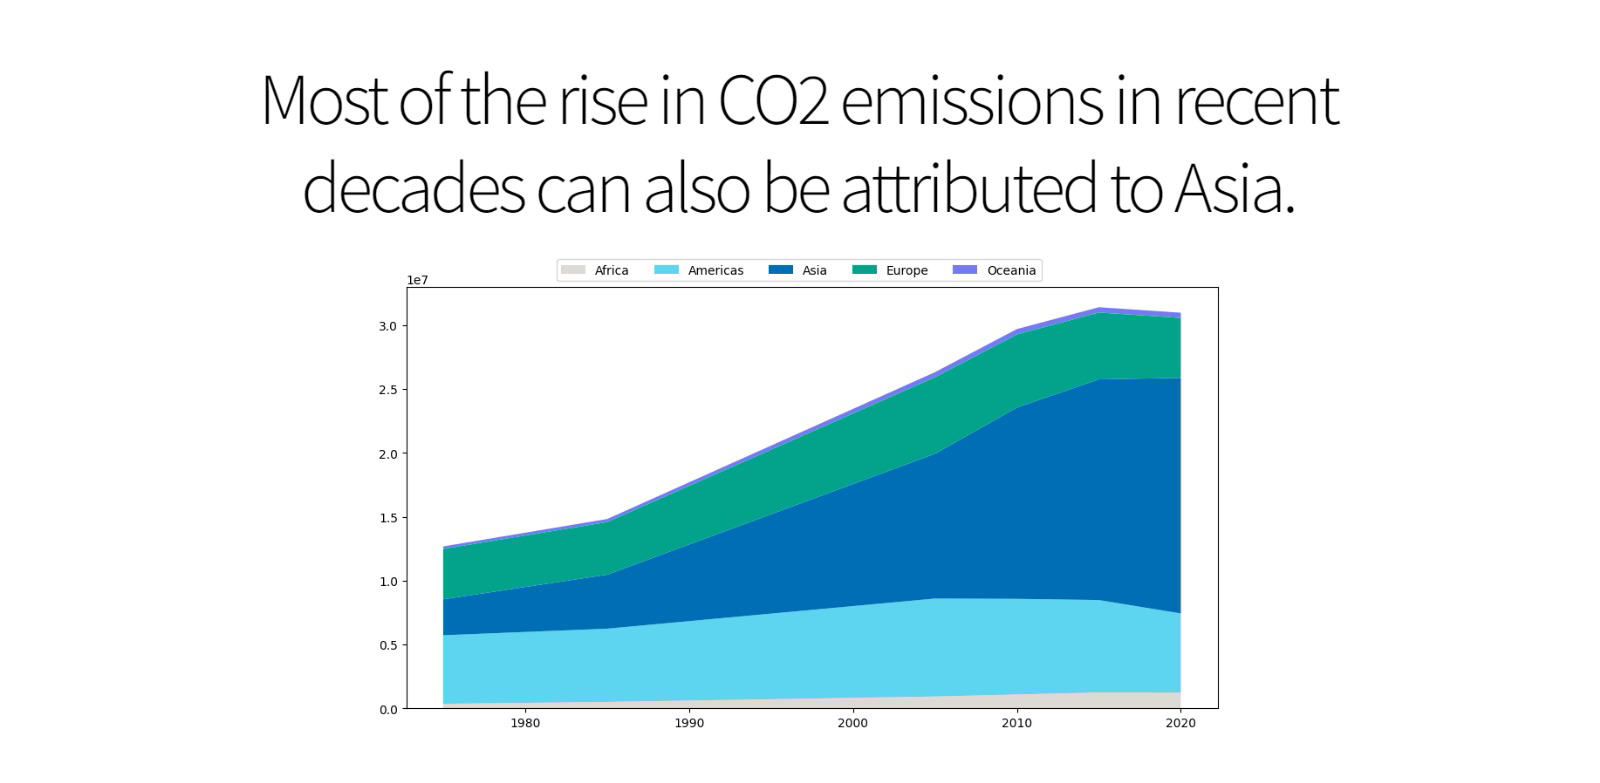 Most of the rise in CO2 emissions in recent
decades can also be attributed to Asia.
Africa Americas Asia Europe Oceania
1e7
3.0
2.5
2.0
1.5
1.0
0.5
0.0
1980 1990 2000 2010 2020